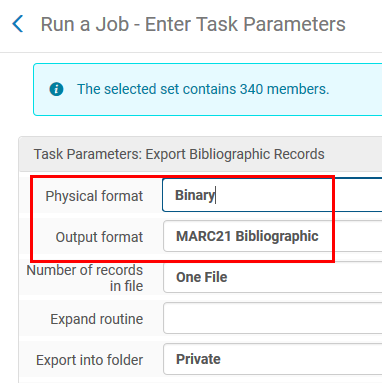 Run a Job - Enter Task Parameters
The selected set contains 340 members.
Task Parameters: Export Bibliographic Records
Physical format Binary
Output format MARC21 Bibliographic
Number of records
in file One File
Expand routine
Export into folder Private